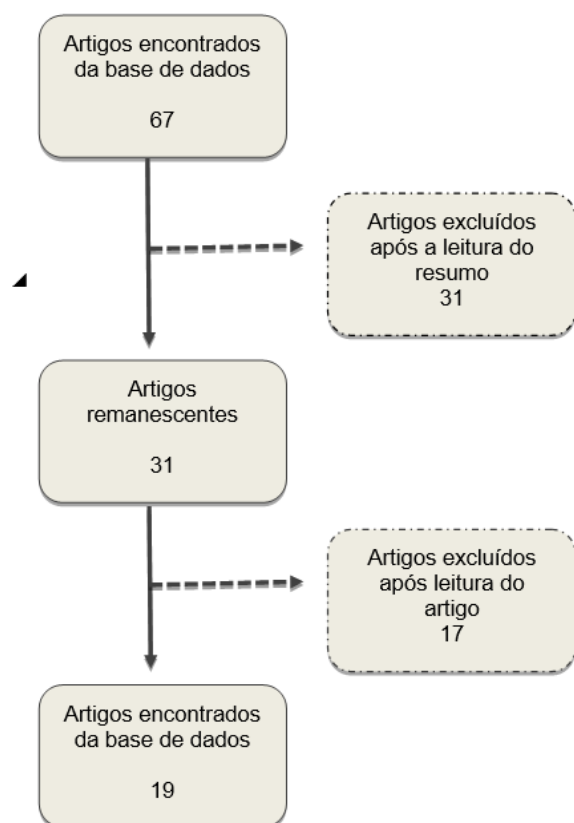 Artigos encontrados
da base de dados
67
Artigos excluídos
após a leitura do
resumo
31
Artigos
remanescentes
31
Artigos excluídos
após leitura do
artigo
17
Artigos encontrados
da base de dados
19